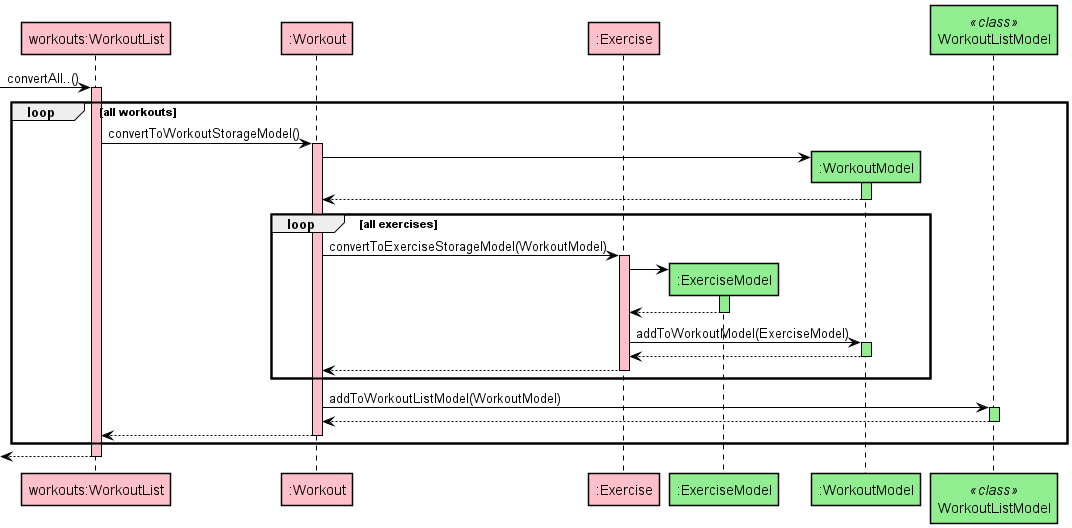 «class»
workouts:WorkoutList
:Workout
:Exercise
WorkoutListModel
convertAll..()
loop
[all workouts]
convertToWorkoutStorageModel()
:WorkoutModel
loop
[all exercises]
convertToExerciseStorageModel(WorkoutModel)
:ExerciseModel
addToWorkoutModel(ExerciseModel)
addToWorkoutListModel(WorkoutModel)
workouts:WorkoutList
:Workout
:Exercise
:ExerciseModel
:WorkoutModel
«class»
WorkoutListModel